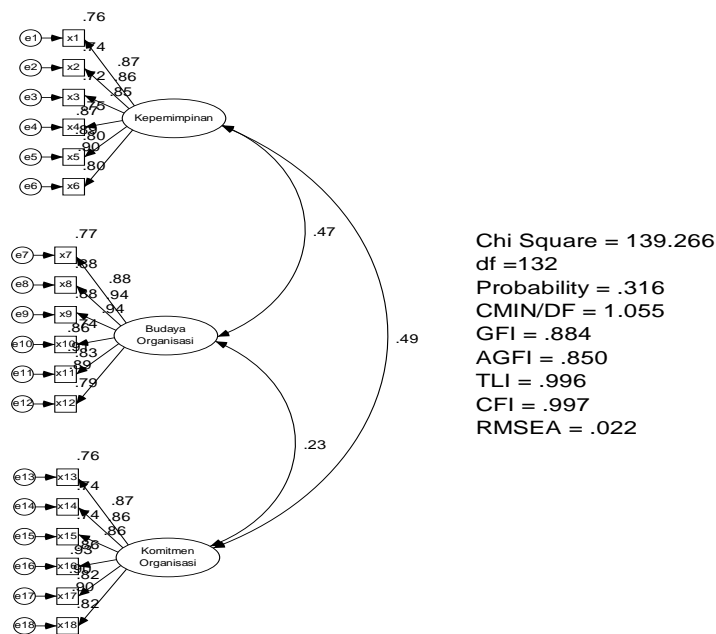 .76
e1 x1
.74
e2 x2 .87
.72 .86
e3 x3 .85
.75
.87
e4 x4 Kepemimpinan
.89
.80
e5 x5 .90
e6 x6 .80
.47
.77
e7 x7
.88
e8 x8 .88
.88 .94
e9 x9 .94
.74
.86
e10 x10
Budaya
Organisasi
.83
e11 x11 .89
e12 x12 .79
.23
.49
.76
e13 x13
.74
e14 x14 .87
.74 .86
e15 x15 .86
.86
.93
e16 x16
Komitmen
Organisasi
.90
.82
e17 x17 .90
e18 x18 .82
Chi Square = 139.266
df =132
Probability = .316
CMIN/DF = 1.055
GFI = .884
AGFI = .850
TLI = .996
CFI = .997
RMSEA = .022